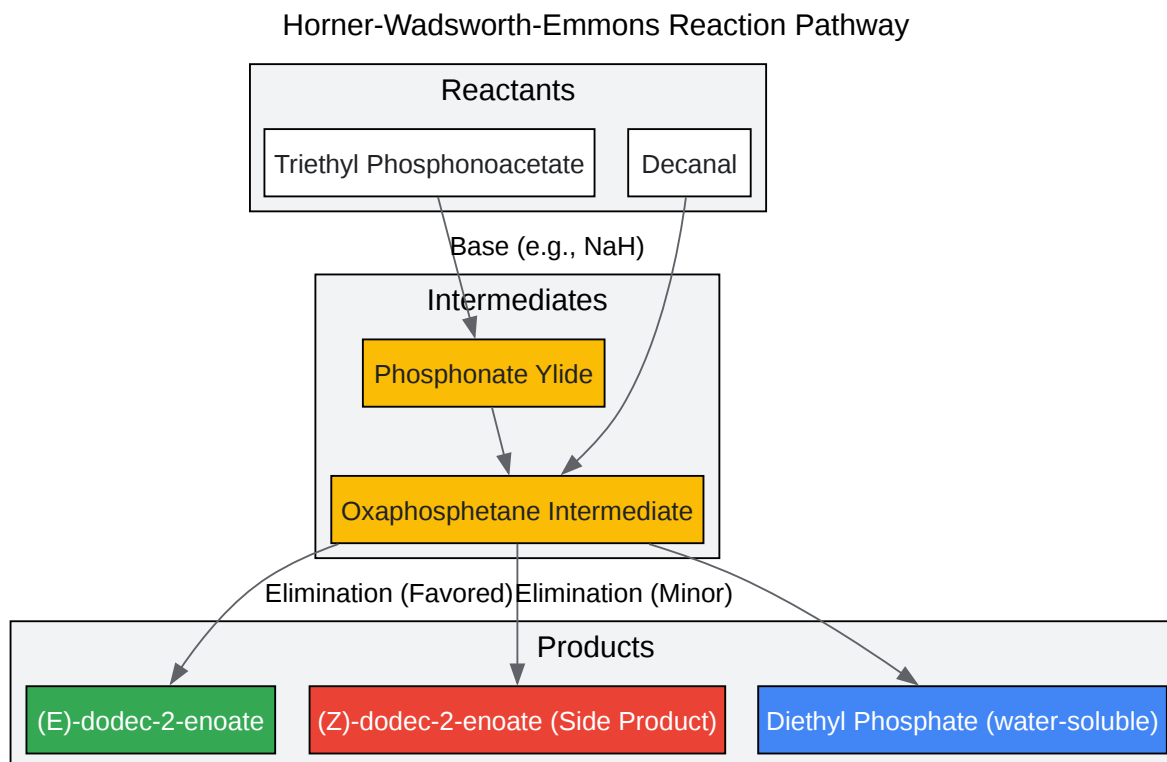 Horner-Wadsworth-Emmons Reaction Pathway
Reactants
Triethyl Phosphonoacetate
Decanal
Base (e.g., NaH)
Intermediates
Phosphonate Ylide
Oxaphosphetane Intermediate
Elimination (Favored)
Elimination (Minor)
Products
(E)-dodec-2-enoate
(Z)-dodec-2-enoate (Side Product)
Diethyl Phosphate (water-soluble)